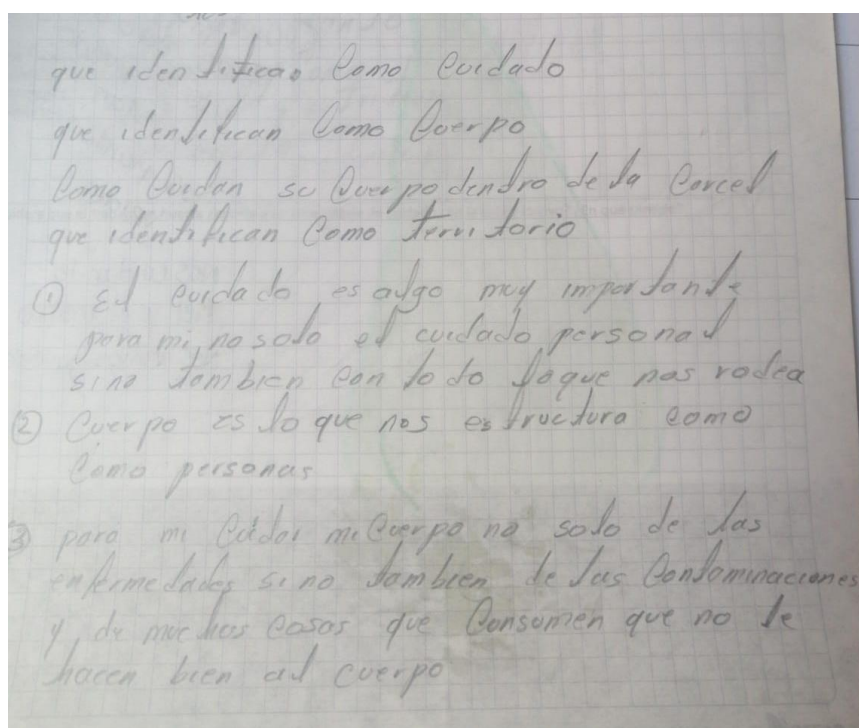 que identifican Como Cuidado
que identifican Como Cuerpo
Como Cuidan su Cuerpo dentro de la Carcel
que identifican Como territorio
① El cuidado es algo muy importante
para mi, no solo el cuidado personal
sino tambien con todo lo que nos rodea
② Cuerpo es lo que nos estructura como
Como personas
③ para mi Cuidar mi Cuerpo no solo de las
enfermedades sino tambien de las Contaminaciones
y de muchas cosas que Consumen que no le
hacen bien al cuerpo